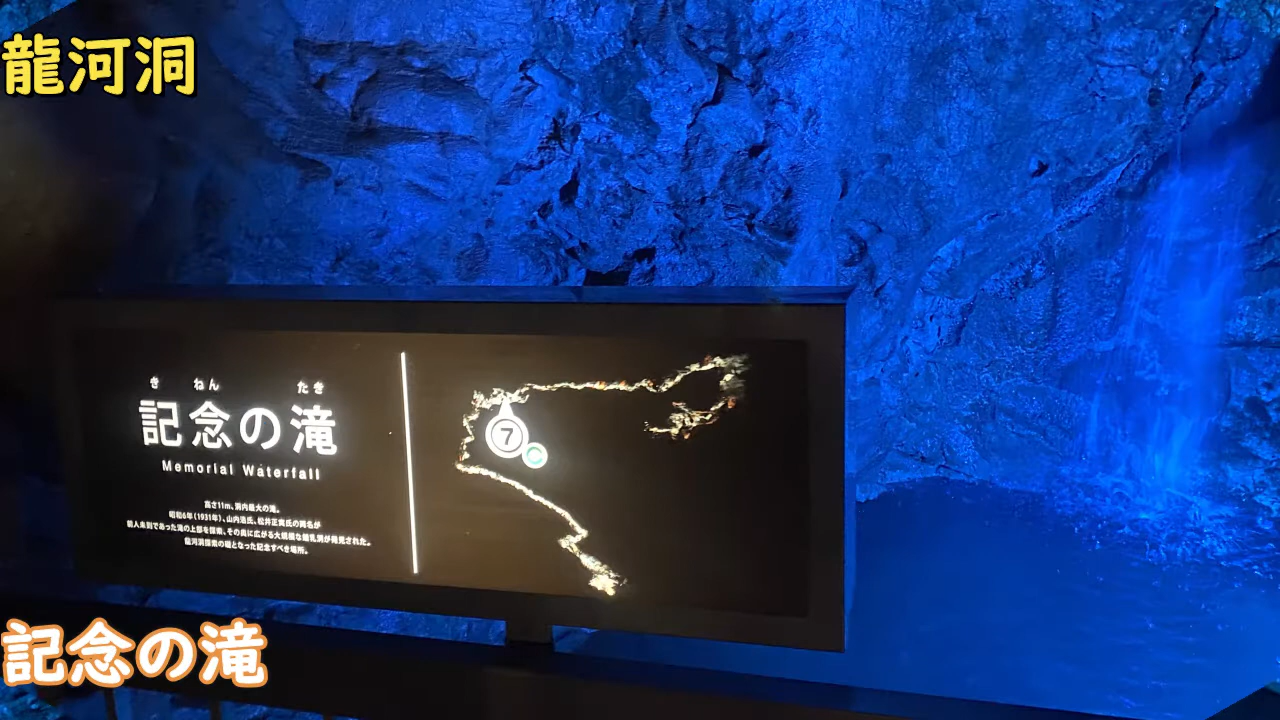 龍河洞
き ねん たき
記念の滝
Memorial Waterfall
高さ11m、洞内最大の滝。
昭和6年(1931年)、山内浩氏、松井正実氏の両名が
前人未到であった滝の上部を探索、その奥に広がる大規模な鍾乳洞が発見された。
龍河洞探索の礎となった記念すべき場所。
7
C
記念の滝